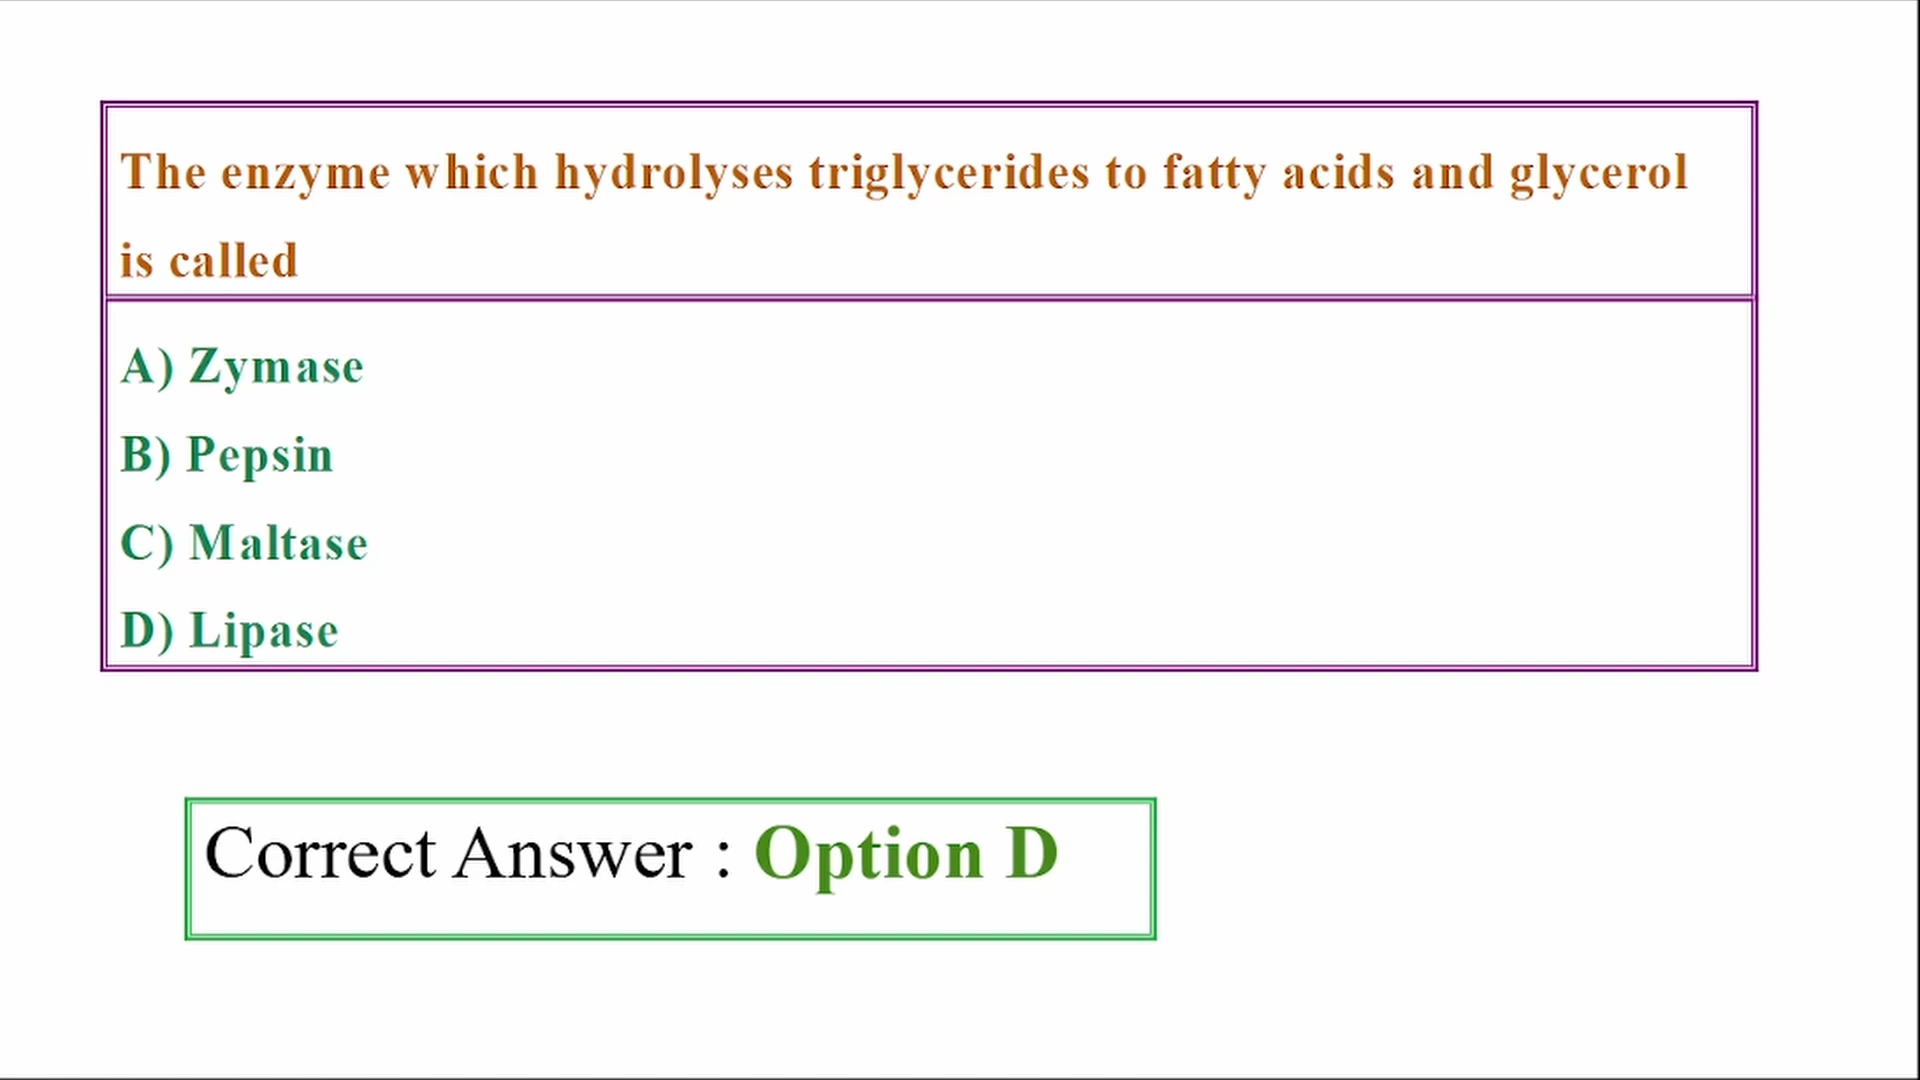 The enzyme which hydrolyses triglycerides to fatty acids and glycerol
is called
A) Zymase
B) Pepsin
C) Maltase
D) Lipase
Correct Answer : Option D